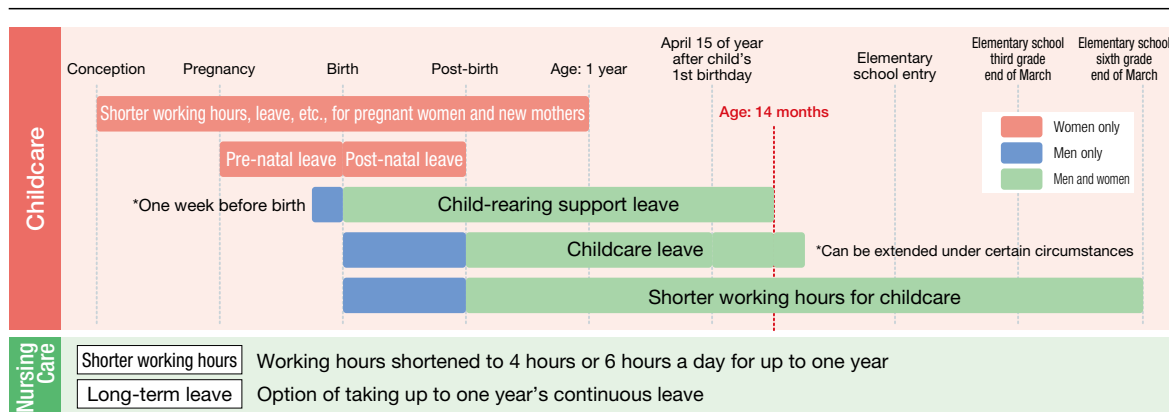 Childcare
Conception
Pregnancy
Birth
Post-birth
Age: 1 year
April 15 of year
after child's
1st birthday
Elementary
school entry
Elementary school
third grade
end of March
Elementary school
sixth grade
end of March
Age: 14 months
Shorter working hours, leave, etc., for pregnant women and new mothers
Women only
Men only
Men and women
Pre-natal leave
Post-natal leave
*One week before birth
Child-rearing support leave
Childcare leave
*Can be extended under certain circumstances
Shorter working hours for childcare
Nursing
Care
Shorter working hours
Working hours shortened to 4 hours or 6 hours a day for up to one year
Long-term leave
Option of taking up to one year's continuous leave